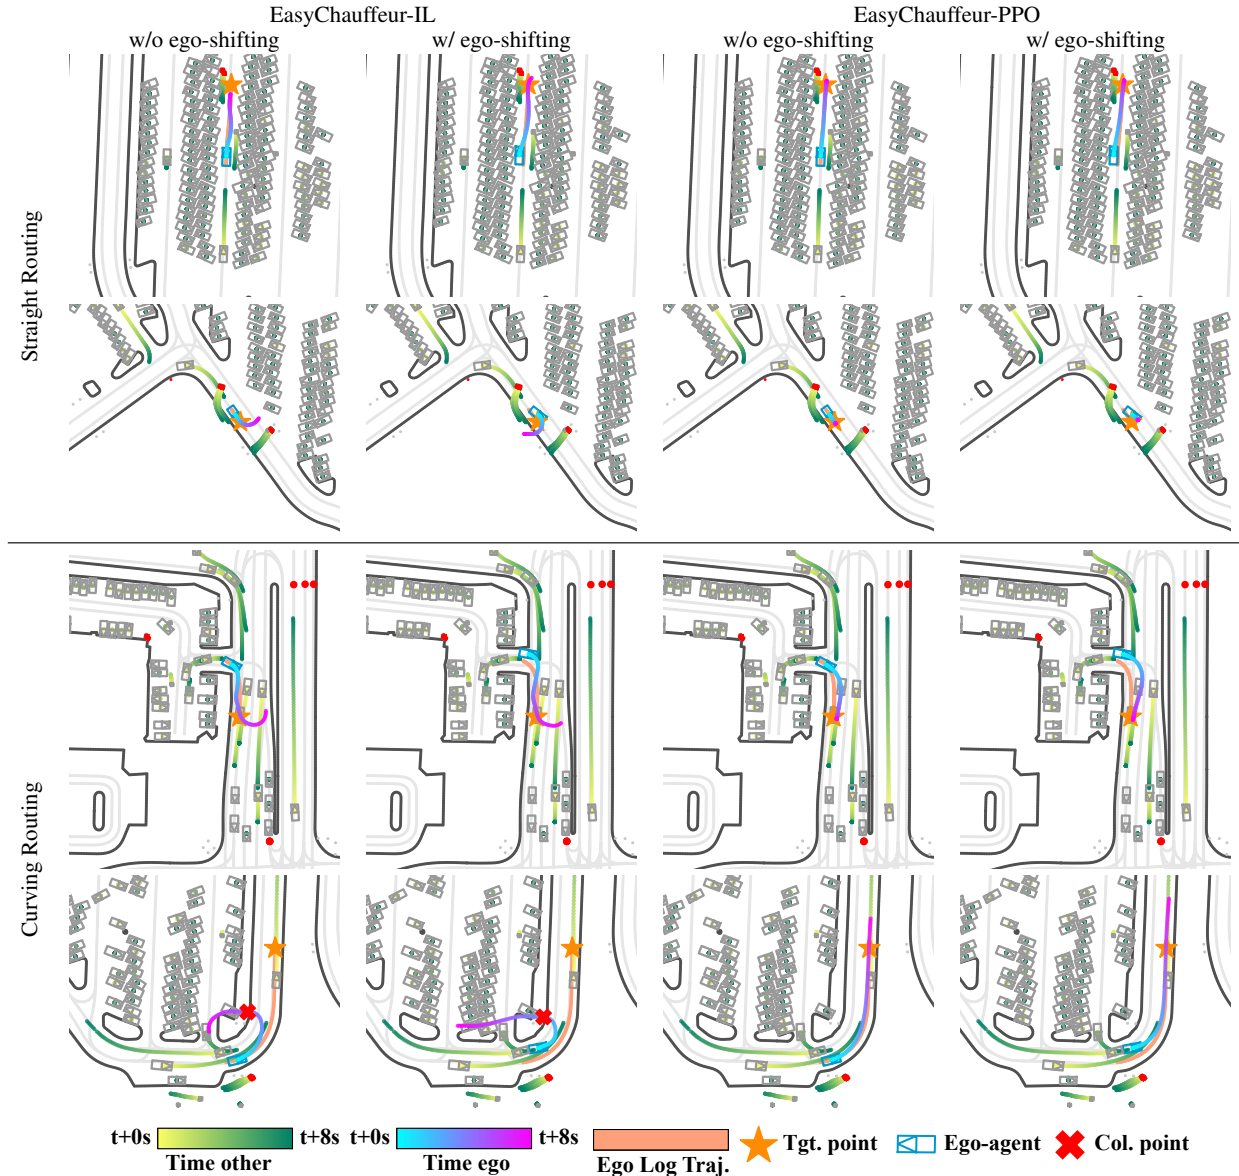 EasyChauffeur-IL
EasyChauffeur-PPO
w/o ego-shifting
w/ ego-shifting
w/o ego-shifting
w/ ego-shifting
Straight Routing
Curving Routing
t+0s
t+8s
t+0s
t+8s
Time other
Time ego
Ego Log Traj.
Tgt. point
Ego-agent
Col. point